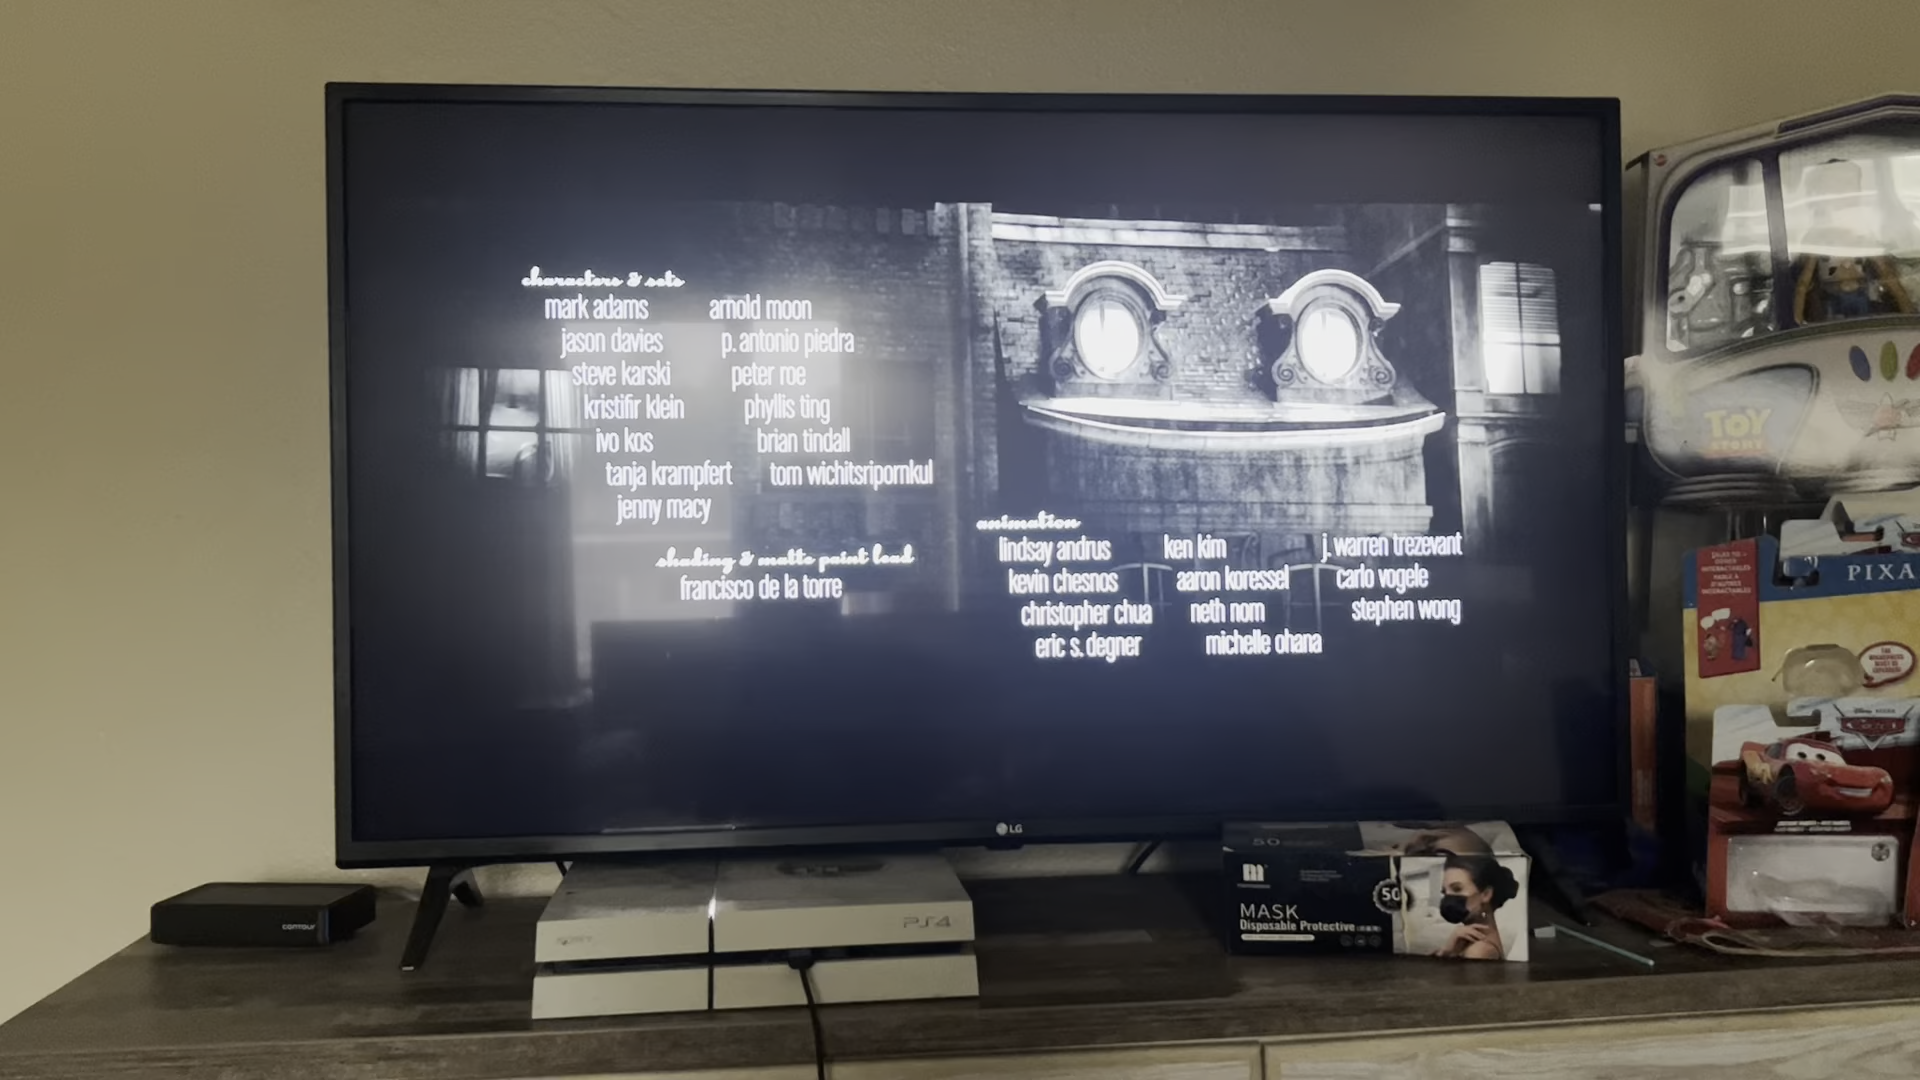 characters & sets
mark adams
jason davies
steve karski
kristifir klein
ivo kos
tanja krampfert
jenny macy
arnold moon
p. antonio piedra
peter roe
phyllis ting
brian tindall
tom wichitsripornkul
shading & matte paint lead
francisco de la torre
animation
lindsay andrus
kevin chesnos
christopher chua
eric s. degner
ken kim
aaron koressel
neth nom
michelle ohana
j. warren trezevant
carlo vogele
stephen wong
LG
contour
SONY
PS4
50
MASK
Disposable Protective
50
TOY
STORY
PIXA